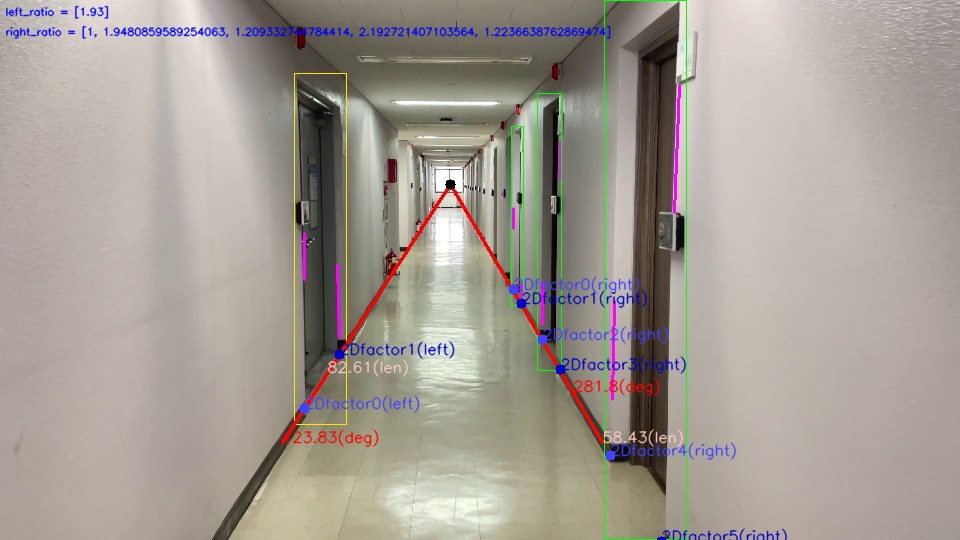 left_ratio = [1.93]
right_ratio = [1, 1.9480859589254063, 1.209332744784414, 2.192721407103564, 1.2236638762869474]
2Dfactor0(right)
2Dfactor1(right)
2Dfactor2(right)
2Dfactor1(left)
82.61(len)
2Dfactor3(right)
281.8(deg)
2Dfactor0(left)
23.83(deg)
58.43(len)
2Dfactor4(right)
2Dfactor5(right)